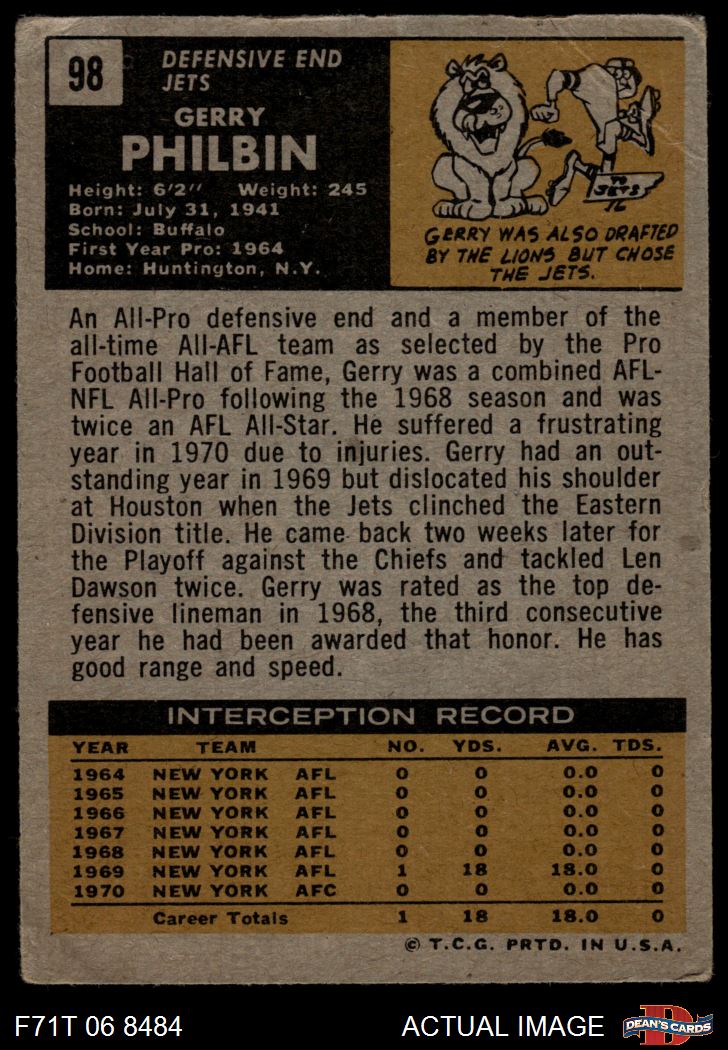 98
DEFENSIVE END
JETS
GERRY
PHILBIN
Height: 6'2" Weight: 245
Born: July 31, 1941
School: Buffalo
First Year Pro: 1964
Home: Huntington, N.Y.
TO
JETS
GERRY WAS ALSO DRAFTED
BY THE LIONS BUT CHOSE
THE JETS.
An All-Pro defensive end and a member of the
all-time All-AFL team as selected by the Pro
Football Hall of Fame, Gerry was a combined AFL-
NFL All-Pro following the 1968 season and was
twice an AFL All-Star. He suffered a frustrating
year in 1970 due to injuries. Gerry had an out-
standing year in 1969 but dislocated his shoulder
at Houston when the Jets clinched the Eastern
Division title. He came back two weeks later for
the Playoff against the Chiefs and tackled Len
Dawson twice. Gerry was rated as the top de-
fensive lineman in 1968, the third consecutive
year he had been awarded that honor. He has
good range and speed.
INTERCEPTION RECORD
YEAR TEAM NO. YDS. AVG. TDS.
1964 NEW YORK AFL 0 0 0.0 0
1965 NEW YORK AFL 0 0 0.0 0
1966 NEW YORK AFL 0 0 0.0 0
1967 NEW YORK AFL 0 0 0.0 0
1968 NEW YORK AFL 0 0 0.0 0
1969 NEW YORK AFL 1 18 18.0 0
1970 NEW YORK AFC 0 0 0.0 0
Career Totals 1 18 18.0 0
© T.C.G. PRTD. IN U.S.A.
F71T 06 8484 ACTUAL IMAGE
D
DEAN'S CARDS